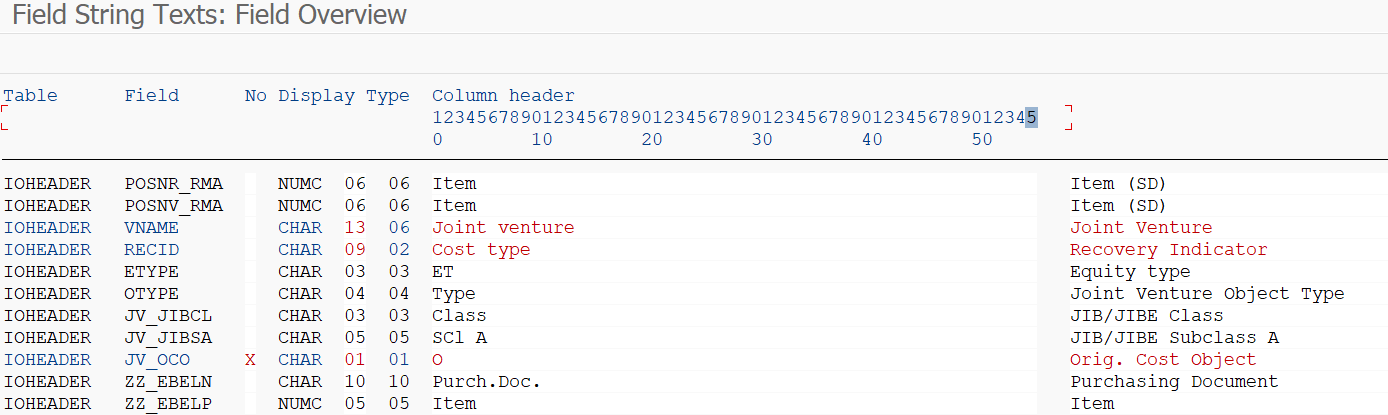 Field String Texts: Field Overview
Table Field No Display Type Column header
1234567890123456789012345678901234567890123456789012345
0 10 20 30 40 50
IOHEADER POSNR_RMA NUMC 06 06 Item Item (SD)
IOHEADER POSNV_RMA NUMC 06 06 Item Item (SD)
IOHEADER VNAME CHAR 13 06 Joint venture Joint Venture
IOHEADER RECID CHAR 09 02 Cost type Recovery Indicator
IOHEADER ETYPE CHAR 03 03 ET Equity type
IOHEADER OTYPE CHAR 04 04 Type Joint Venture Object Type
IOHEADER JV_JIBCL CHAR 03 03 Class JIB/JIBE Class
IOHEADER JV_JIBSA CHAR 05 05 SCl A JIB/JIBE Subclass A
IOHEADER JV_OCO X CHAR 01 01 O Orig. Cost Object
IOHEADER ZZ_EBELN CHAR 10 10 Purch.Doc. Purchasing Document
IOHEADER ZZ_EBELP NUMC 05 05 Item Item